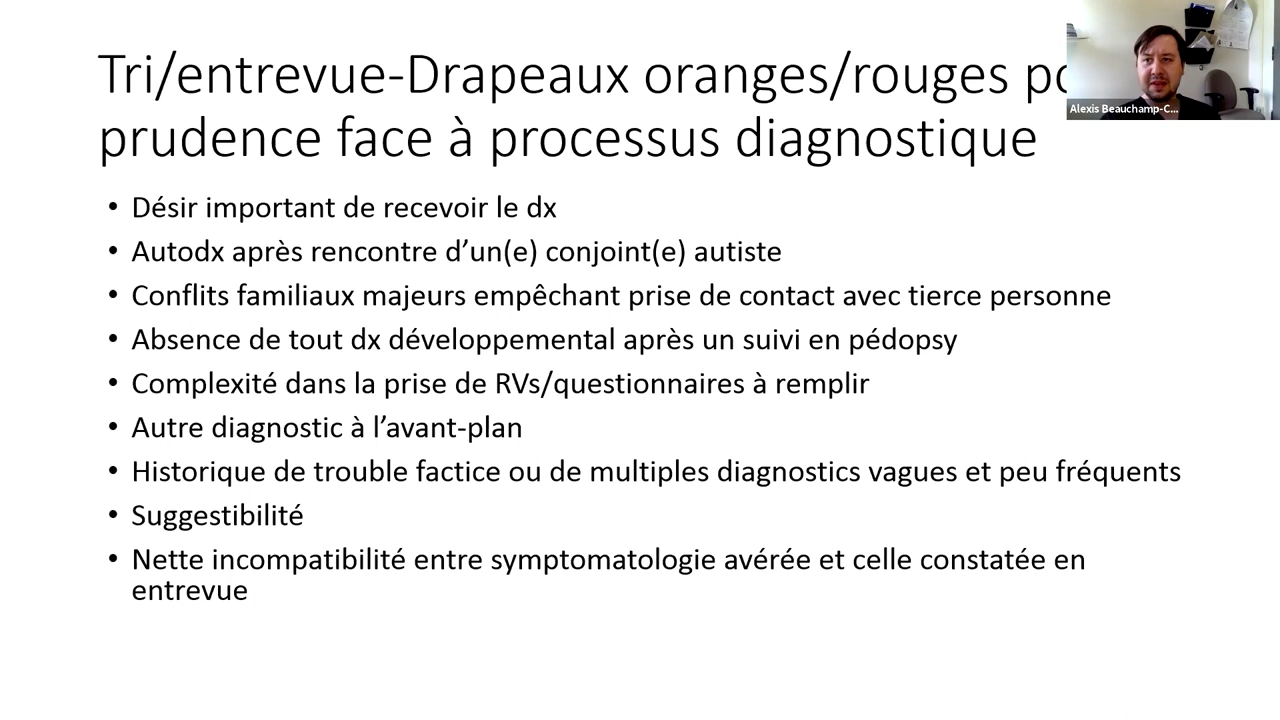 Tri/entrevue-Drapeaux oranges/rouges
prudence face à processus diagnostique
Alexis Beauchamp-C...
• Désir important de recevoir le dx
• Autodx après rencontre d’un(e) conjoint(e) autiste
• Conflits familiaux majeurs empêchant prise de contact avec tierce personne
• Absence de tout dx développemental après un suivi en pédopsy
• Complexité dans la prise de RVs/questionnaires à remplir
• Autre diagnostic à l’avant-plan
• Historique de trouble factice ou de multiples diagnostics vagues et peu fréquents
• Suggestibilité
• Nette incompatibilité entre symptomatologie avérée et celle constatée en
entrevue